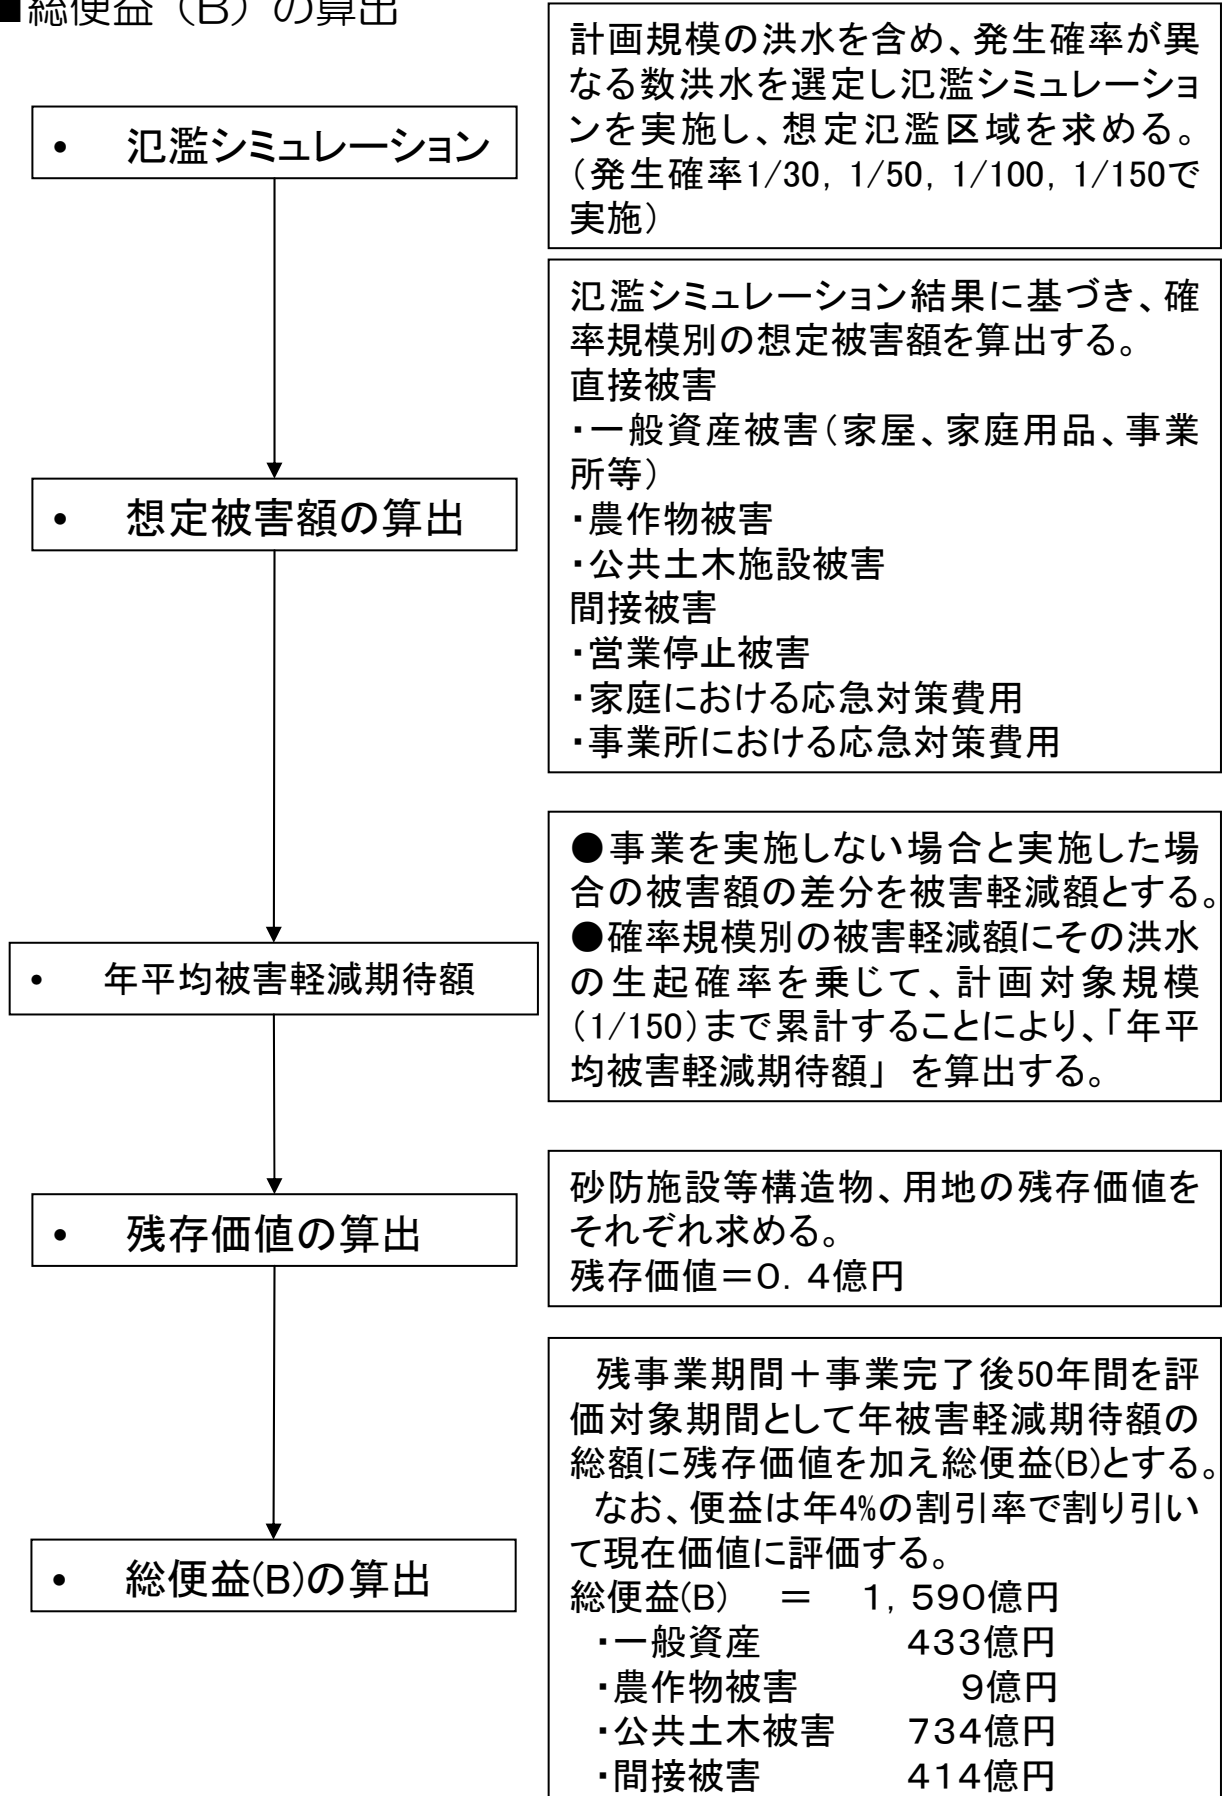 ■総便益（B）の算出
計画規模の洪水を含め、発生確率が異
なる数洪水を選定し氾濫シミュレーショ
ンを実施し、想定氾濫区域を求める。
（発生確率1/30，1/50，1/100，1/150で
実施）
• 氾濫シミュレーション
氾濫シミュレーション結果に基づき、確
率規模別の想定被害額を算出する。
直接被害
・一般資産被害（家屋、家庭用品、事業
所等）
・農作物被害
・公共土木施設被害
間接被害
・営業停止被害
・家庭における応急対策費用
・事業所における応急対策費用
• 想定被害額の算出
●事業を実施しない場合と実施した場
合の被害額の差分を被害軽減額とする。
●確率規模別の被害軽減額にその洪水
の生起確率を乗じて、計画対象規模
（1/150）まで累計することにより、「年平
均被害軽減期待額」 を算出する。
• 年平均被害軽減期待額
砂防施設等構造物、用地の残存価値を
それぞれ求める。
残存価値＝０．４億円
• 残存価値の算出
残事業期間＋事業完了後50年間を評
価対象期間として年被害軽減期待額の
総額に残存価値を加え総便益(B)とする。
なお、便益は年4%の割引率で割り引い
て現在価値に評価する。
総便益(B) ＝ １，５９０億円
・一般資産 ４３３億円
・農作物被害 ９億円
・公共土木被害 ７３４億円
・間接被害 ４１４億円
• 総便益(B)の算出